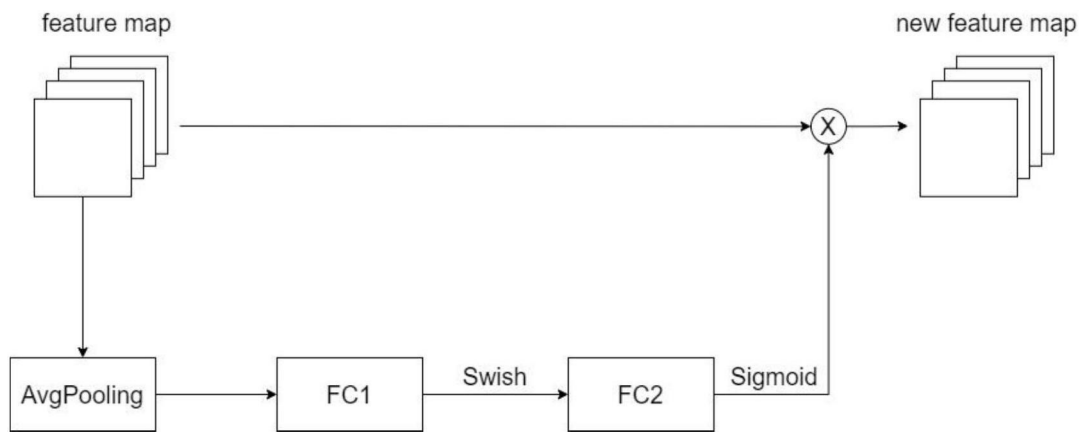 feature map
new feature map
X
AvgPooling
FC1
Swish
FC2
Sigmoid